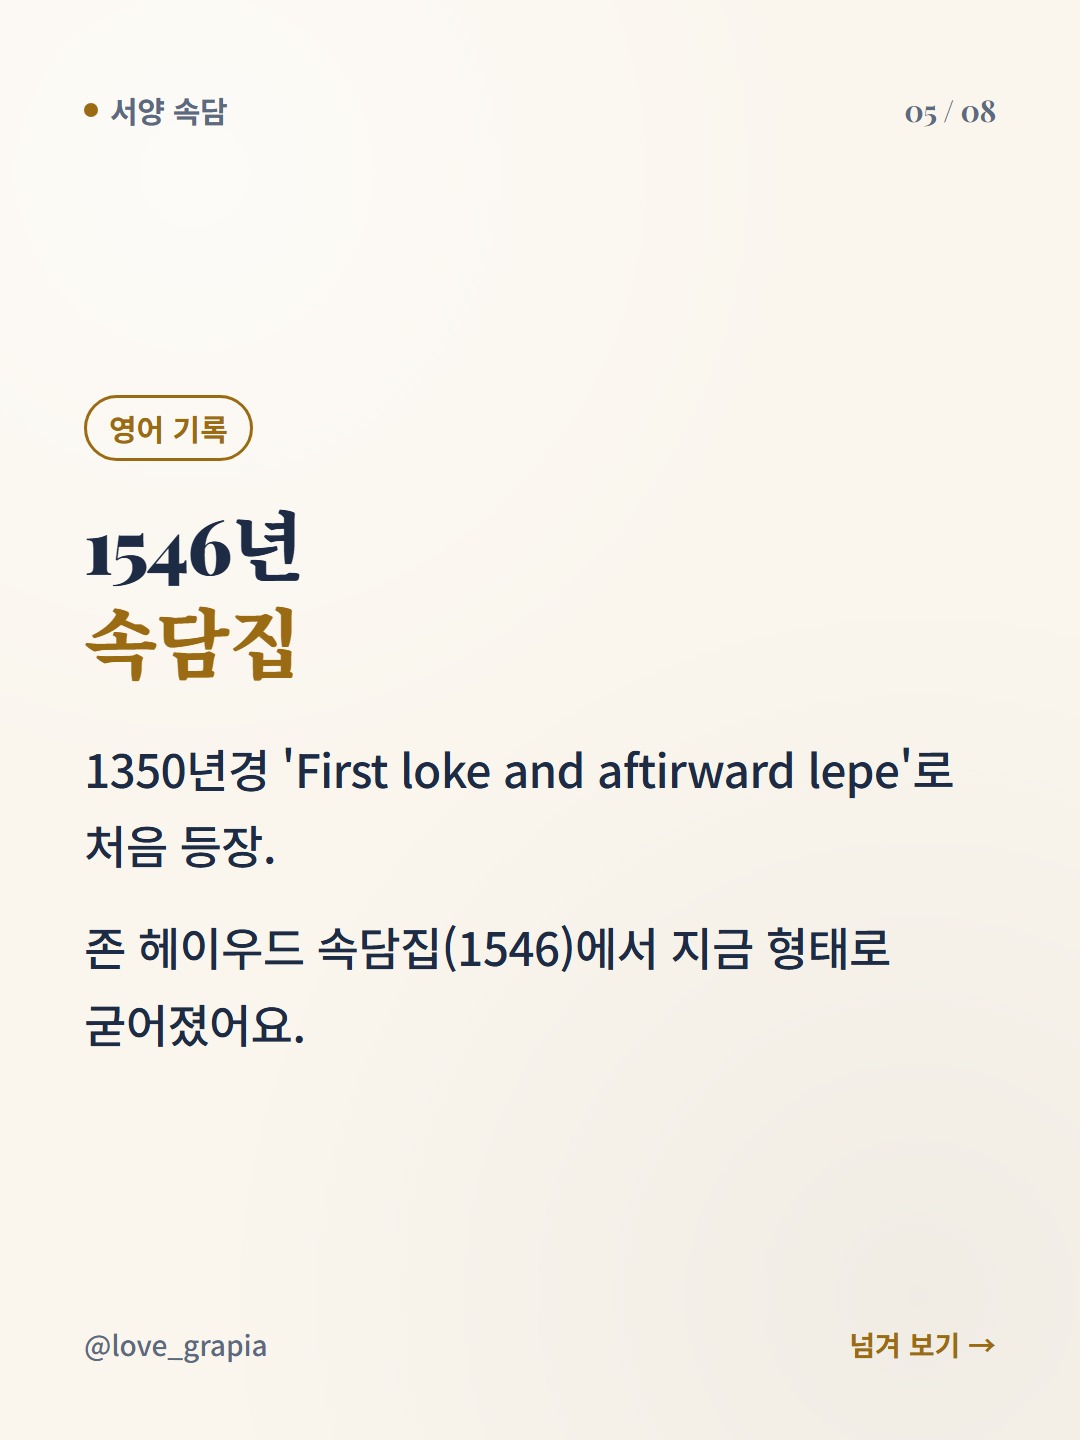 서양 속담
05 / 08
영어 기록
1546년
속담집
1350년경 'First loke and aftirward lepe'로
처음 등장.
존 헤이우드 속담집(1546)에서 지금 형태로
굳어졌어요.
@love_grapia
넘겨 보기 →